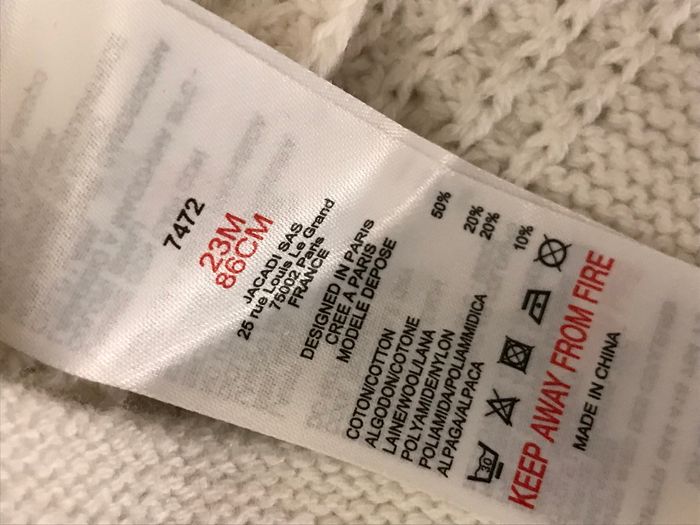 7472
23M
86CM
JACADI SAS
25 rue Louis Le Grand
75002 Paris Grand
FRANCE
DESIGNED IN PARIS
CREE A PARIS
MODELE DEPOSE
COTON/COTTON 50%
ALGODON/COTONE
LAINE/WOOL/LANA 20%
POLYAMIDE/NYLON 20%
POLIAMIDA/POLIAMMIDICA
ALPAGA/ALPACA 10%
KEEP AWAY FROM FIRE
MADE IN CHINA